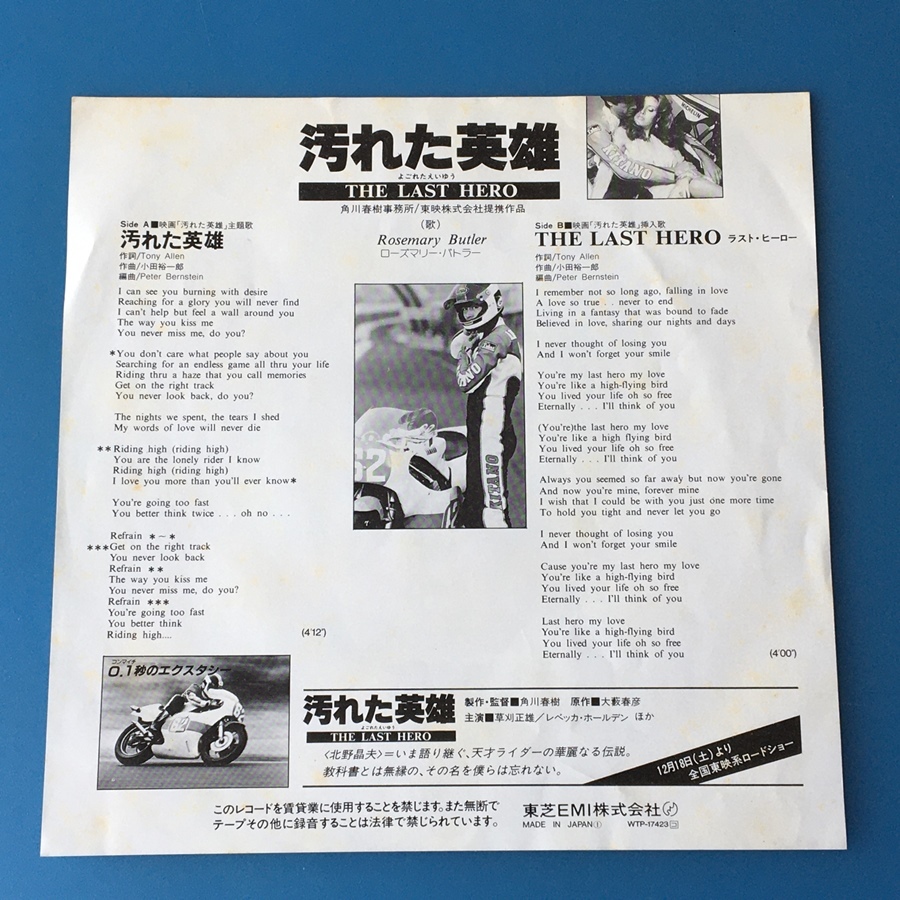 汚れた英雄
よごれたえいゆう
THE LAST HERO
角川春樹事務所/東映株式会社提携作品
(歌)
Rosemary Butler
ローズマリー・バトラー
MICHELIN
KITANO
Side A■映画「汚れた英雄」主題歌
汚れた英雄
作詞/Tony Allen
作曲/小田裕一郎
編曲/Peter Bernstein
I can see you burning with desire
Reaching for a glory you will never find
I can't help but feel a wall around you
The way you kiss me
You never miss me, do you?
*You don't care what people say about you
Searching for an endless game all thru your life
Riding thru a haze that you call memories
Get on the right track
You never look back, do you?
The nights we spent, the tears I shed
My words of love will never die
**Riding high (riding high)
You are the lonely rider I know
Riding high (riding high)
I love you more than you'll ever know*
You're going too fast
You better think twice . . . oh no . . .
Refrain *~*
***Get on the right track
You never look back
Refrain **
The way you kiss me
You never miss me, do you?
Refrain ***
You're going too fast
You better think
Riding high....
(4'12")
KITANO
62
KITANO
Side B■映画「汚れた英雄」挿入歌
THE LAST HERO ラスト・ヒーロー
作詞/Tony Allen
作曲/小田裕一郎
編曲/Peter Bernstein
I remember not so long ago, falling in love
A love so true . . never to end
Living in a fantasy that was bound to fade
Believed in love, sharing our nights and days
I never thought of losing you
And I won't forget your smile
You're my last hero my love
You're like a high-flying bird
You lived your life oh so free
Eternally . . . I'll think of you
(You're)the last hero my love
You're like a high flying bird
You lived your life oh so free
Eternally . . . I'll think of you
Always you seemed so far away but now you're gone
And now you're mine, forever mine
I wish that I could be with you just one more time
To hold you tight and never let you go
I never thought of losing you
And I won't forget your smile
Cause you're my last hero my love
You're like a high-flying bird
You lived your life oh so free
Eternally . . . I'll think of you
Last hero my love
You're like a high-flying bird
You lived your life oh so free
Eternally . . . I'll think of you
(4'00")
コンマイチ
0.1秒のエクスタシー
62
汚れた英雄
よごれたえいゆう
THE LAST HERO
製作・監督■角川春樹 原作■大藪春彦
主演■草刈正雄/レベッカ・ホールデン ほか
〈北野晶夫〉=いま語り継ぐ、天才ライダーの華麗なる伝説。
教科書とは無縁の、その名を僕らは忘れない。
12月18日(土)より
全国東映系ロードショー
このレコードを賃貸業に使用することを禁じます。また無断で
テープその他に録音することは法律で禁じられています。
東芝EMI株式会社
MADE IN JAPAN①
WTP-17423